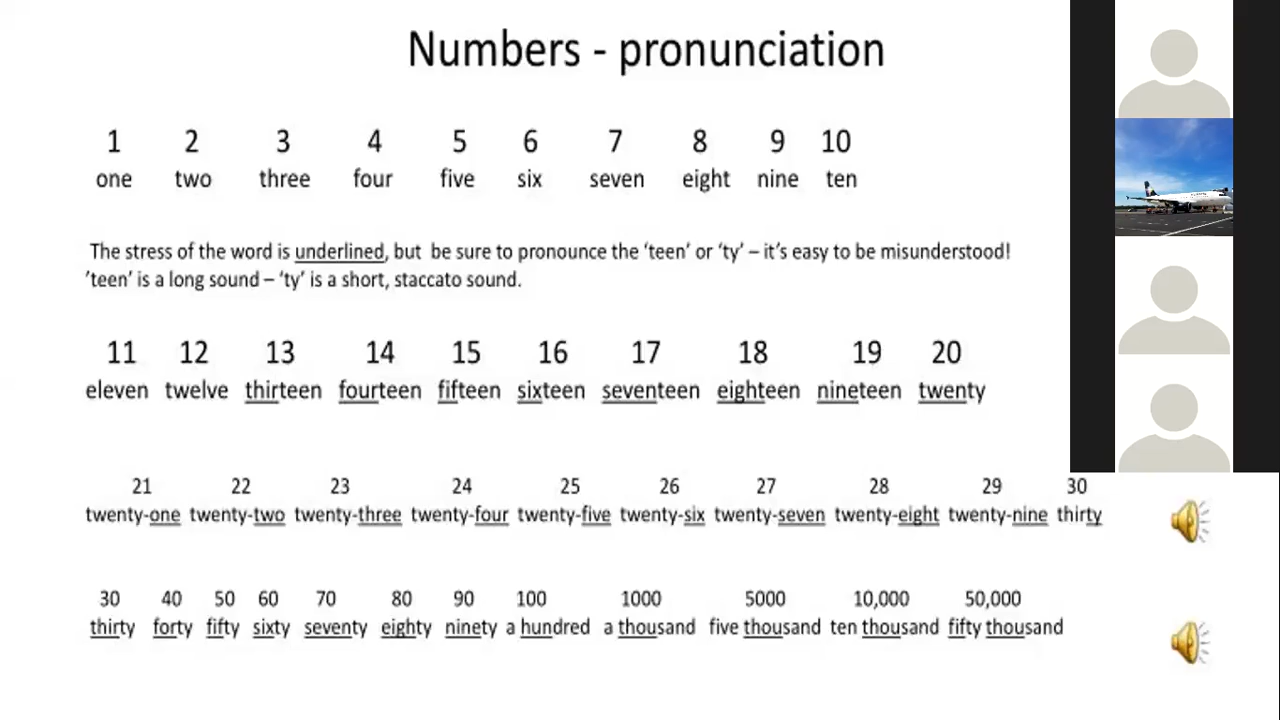 Numbers - pronunciation
1 2 3 4 5 6 7 8 9 10
one two three four five six seven eight nine ten
The stress of the word is underlined, but be sure to pronounce the ‘teen’ or ‘ty’ – it’s easy to be misunderstood!
‘teen’ is a long sound – ‘ty’ is a short, staccato sound.
11 12 13 14 15 16 17 18 19 20
eleven twelve thirteen fourteen fifteen sixteen seventeen eighteen nineteen twenty
21 22 23 24 25 26 27 28 29 30
twenty-one twenty-two twenty-three twenty-four twenty-five twenty-six twenty-seven twenty-eight twenty-nine thirty
30 40 50 60 70 80 90 100 1000 5000 10,000 50,000
thirty forty fifty sixty seventy eighty ninety a hundred a thousand five thousand ten thousand fifty thousand